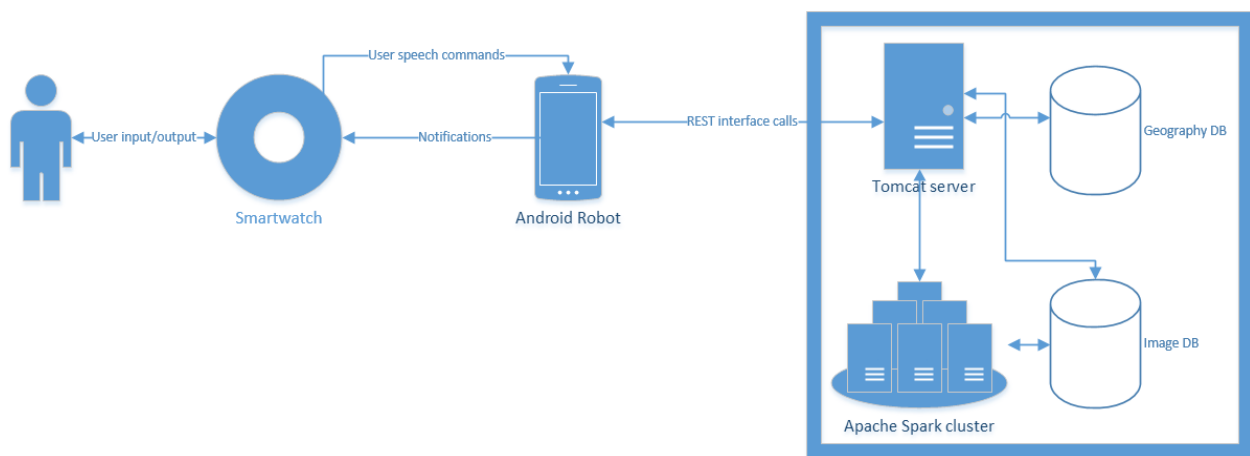 User speech commands
User input/output
Notifications
REST interface calls
Geography DB
Tomcat server
Smartwatch
Android Robot
Image DB
Apache Spark cluster